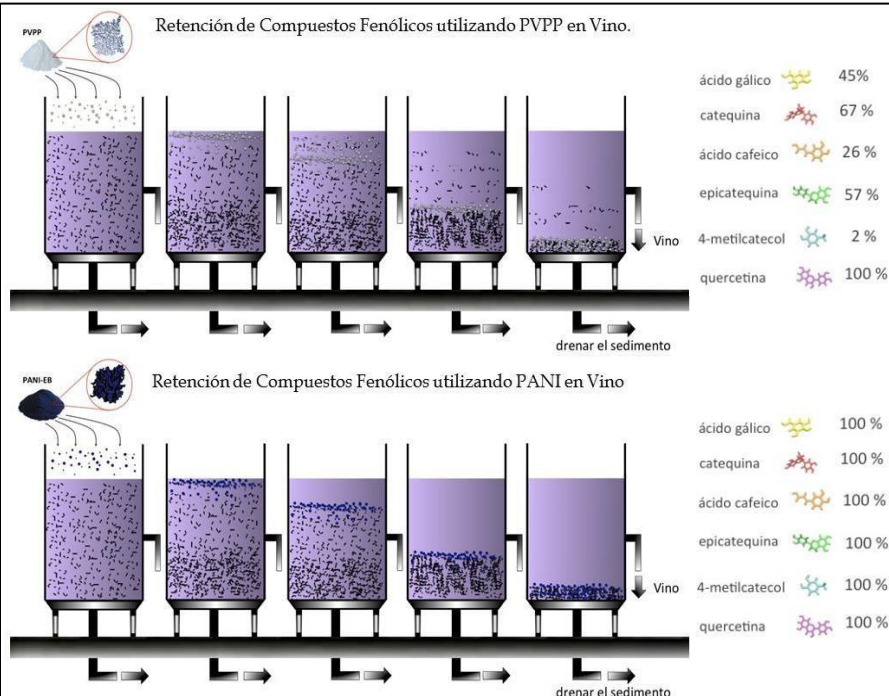 Retención de Compuestos Fenólicos utilizando PVPP en Vino.
PVPP
ácido gálico 45%
catequina 67 %
ácido cafeico 26 %
epicatequina 57 %
4-metilcatecol 2 %
quercetina 100 %
Vino
drenar el sedimento
Retención de Compuestos Fenólicos utilizando PANI en Vino
PANI-EB
ácido gálico 100 %
catequina 100 %
ácido cafeico 100 %
epicatequina 100 %
4-metilcatecol 100 %
quercetina 100 %
Vino
drenar el sedimento